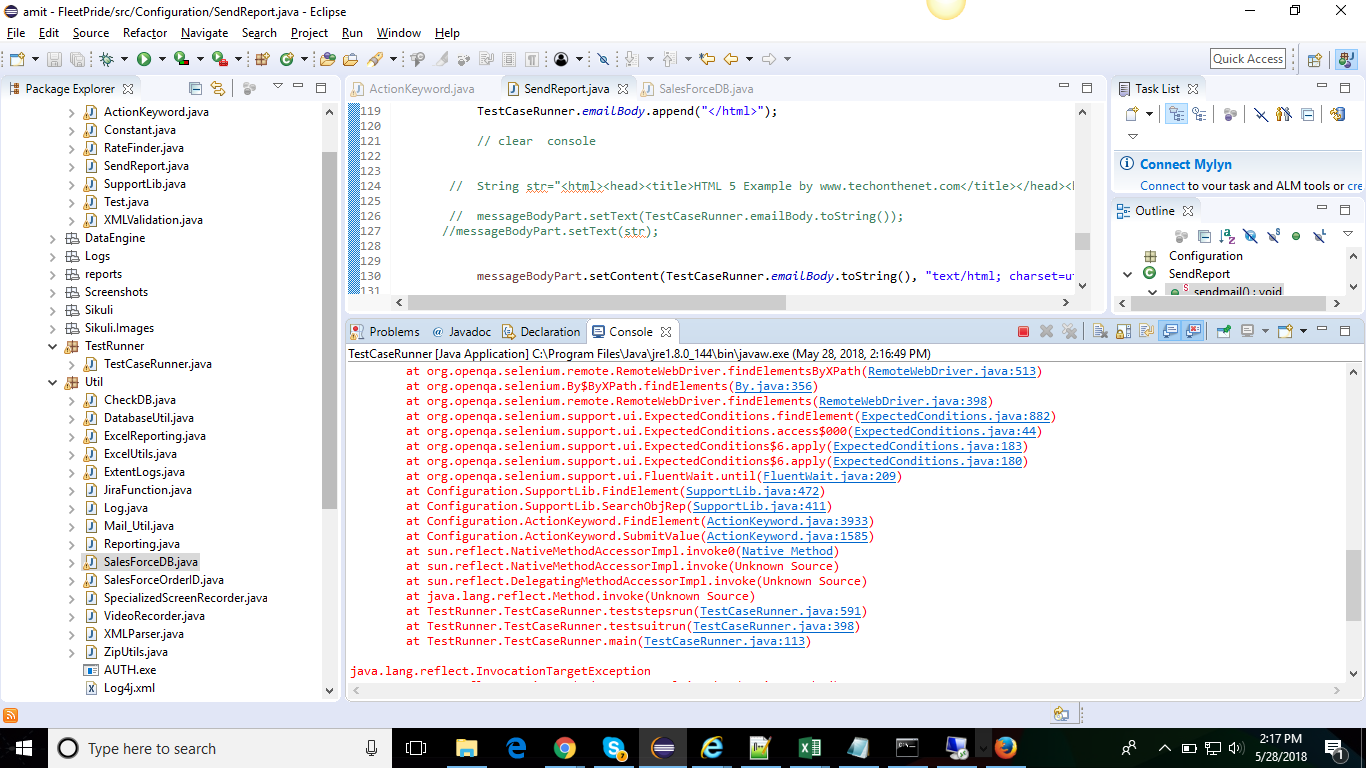 amit - FleetPride/src/Configuration/SendReport.java - Eclipse
File Edit Source Refactor Navigate Search Project Run Window Help
Quick Access
Package Explorer
ActionKeyword.java
Constant.java
RateFinder.java
SendReport.java
SupportLib.java
Test.java
XMLValidation.java
DataEngine
Logs
reports
Screenshots
Sikuli
Sikuli.Images
TestRunner
TestCaseRunner.java
Util
CheckDB.java
DatabaseUtil.java
ExcelReporting.java
ExcelUtils.java
ExtentLogs.java
JiraFunction.java
Log.java
Mail_Util.java
Reporting.java
SalesForceDB.java
SalesForceOrderID.java
SpecializedScreenRecorder.java
VideoRecorder.java
XMLParser.java
ZipUtils.java
AUTH.exe
Log4j.xml
ActionKeyword.java SendReport.java SalesForceDB.java
119 TestCaseRunner.emailBody.append("</html>");
120
121 // clear  console
122
123
124 //  String str="<html><head><title>HTML 5 Example by www.techonthenet.com</title></head><
125
126 //  messageBodyPart.setText(TestCaseRunner.emailBody.toString());
127 //messageBodyPart.setText(str);
128
129
130 messageBodyPart.setContent(TestCaseRunner.emailBody.toString(), "text/html; charset=u
131
Task List
Connect Mylyn
Connect to your task and ALM tools or cre
Outline
Configuration
SendReport
sendmail() : void
Problems Javadoc Declaration Console
TestCaseRunner [Java Application] C:\Program Files\Java\jre1.8.0_144\bin\javaw.exe (May 28, 2018, 2:16:49 PM)
at org.openqa.selenium.remote.RemoteWebDriver.findElementsByXPath(RemoteWebDriver.java:513)
at org.openqa.selenium.By$ByXPath.findElements(By.java:356)
at org.openqa.selenium.remote.RemoteWebDriver.findElements(RemoteWebDriver.java:398)
at org.openqa.selenium.support.ui.ExpectedConditions.findElement(ExpectedConditions.java:882)
at org.openqa.selenium.support.ui.ExpectedConditions.access$000(ExpectedConditions.java:44)
at org.openqa.selenium.support.ui.ExpectedConditions$6.apply(ExpectedConditions.java:183)
at org.openqa.selenium.support.ui.ExpectedConditions$6.apply(ExpectedConditions.java:180)
at org.openqa.selenium.support.ui.FluentWait.until(FluentWait.java:209)
at Configuration.SupportLib.FindElement(SupportLib.java:472)
at Configuration.SupportLib.SearchObjRep(SupportLib.java:411)
at Configuration.ActionKeyword.FindElement(ActionKeyword.java:3933)
at Configuration.ActionKeyword.SubmitValue(ActionKeyword.java:1585)
at sun.reflect.NativeMethodAccessorImpl.invoke0(Native Method)
at sun.reflect.NativeMethodAccessorImpl.invoke(Unknown Source)
at sun.reflect.DelegatingMethodAccessorImpl.invoke(Unknown Source)
at java.lang.reflect.Method.invoke(Unknown Source)
at TestRunner.TestCaseRunner.teststepsrun(TestCaseRunner.java:591)
at TestRunner.TestCaseRunner.testsuitrun(TestCaseRunner.java:398)
at TestRunner.TestCaseRunner.main(TestCaseRunner.java:113)
java.lang.reflect.InvocationTargetException
Type here to search
2:17 PM
5/28/2018